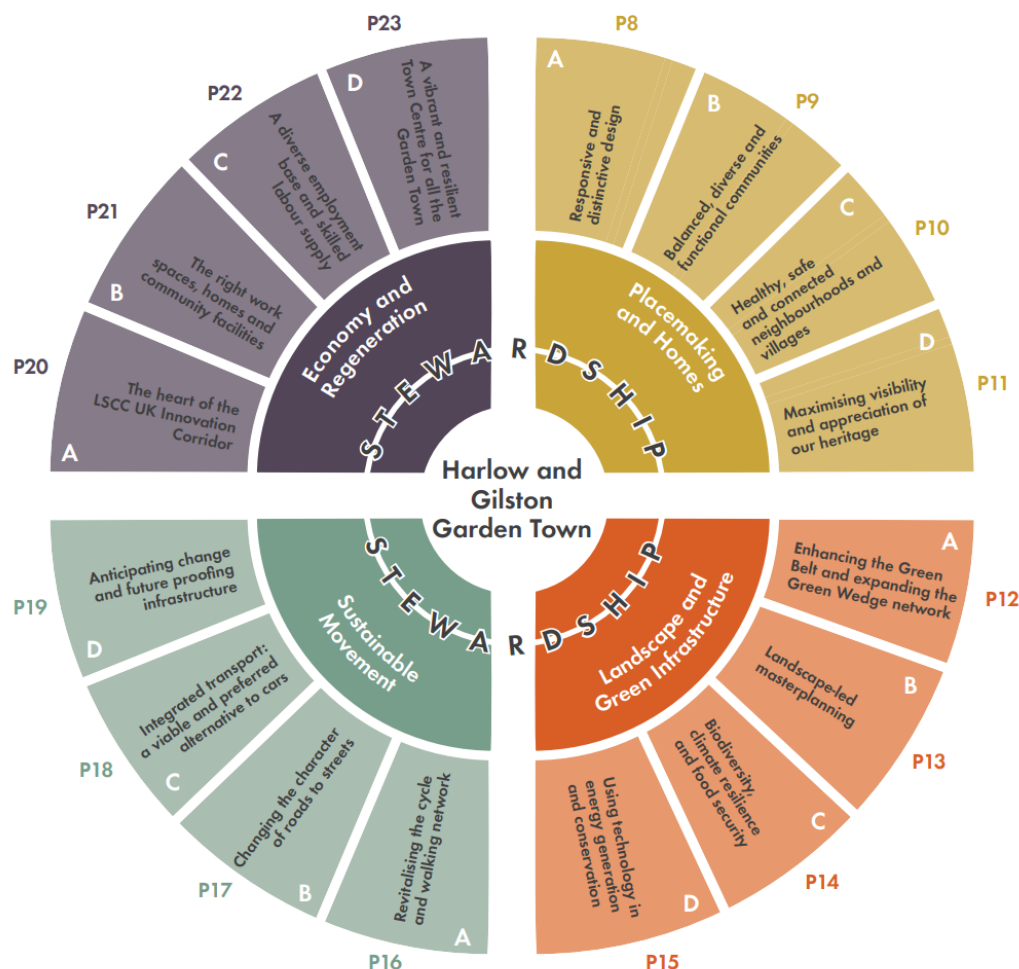 P8
A
Responsive and
distinctive design
P9
B
Balanced, diverse and
functional communities
P10
C
Healthy, safe
and connected
neighbourhoods and
villages
P11
D
Maximising visibility
and appreciation of
our heritage
Placemaking
and Homes
P12
A
Enhancing the Green
Belt and expanding the
Green Wedge network
P13
B
Landscape-led
masterplanning
P14
C
Biodiversity,
climate resilience
and food security
P15
D
Using technology in
energy generation
and conservation
Landscape and
Green Infrastructure
P16
A
Revitalising the cycle
and walking network
P17
B
Changing the character
of roads to streets
P18
C
Integrated transport:
a viable and preferred
alternative to cars
P19
D
Anticipating change
and future proofing
infrastructure
Sustainable
Movement
P20
A
The heart of the
LSCC UK Innovation
Corridor
P21
B
The right work
spaces, homes and
community facilities
P22
C
A diverse employment
base and skilled
labour supply
P23
D
A vibrant and resilient
Town Centre for all the
Garden Town
Economy and
Regeneration
STEWARDSHIP
Harlow and
Gilston
Garden Town
STEWARDSHIP